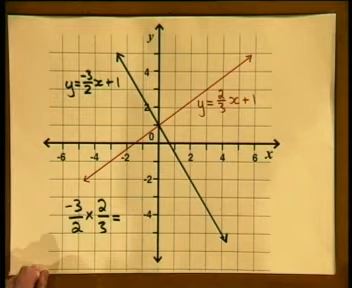 y
4
y = -3/2 x + 1
y = 2/3 x + 1
2
0
-6 -4 -2 2 4 6 x
-2
-3/2 × 2/3 =
-4